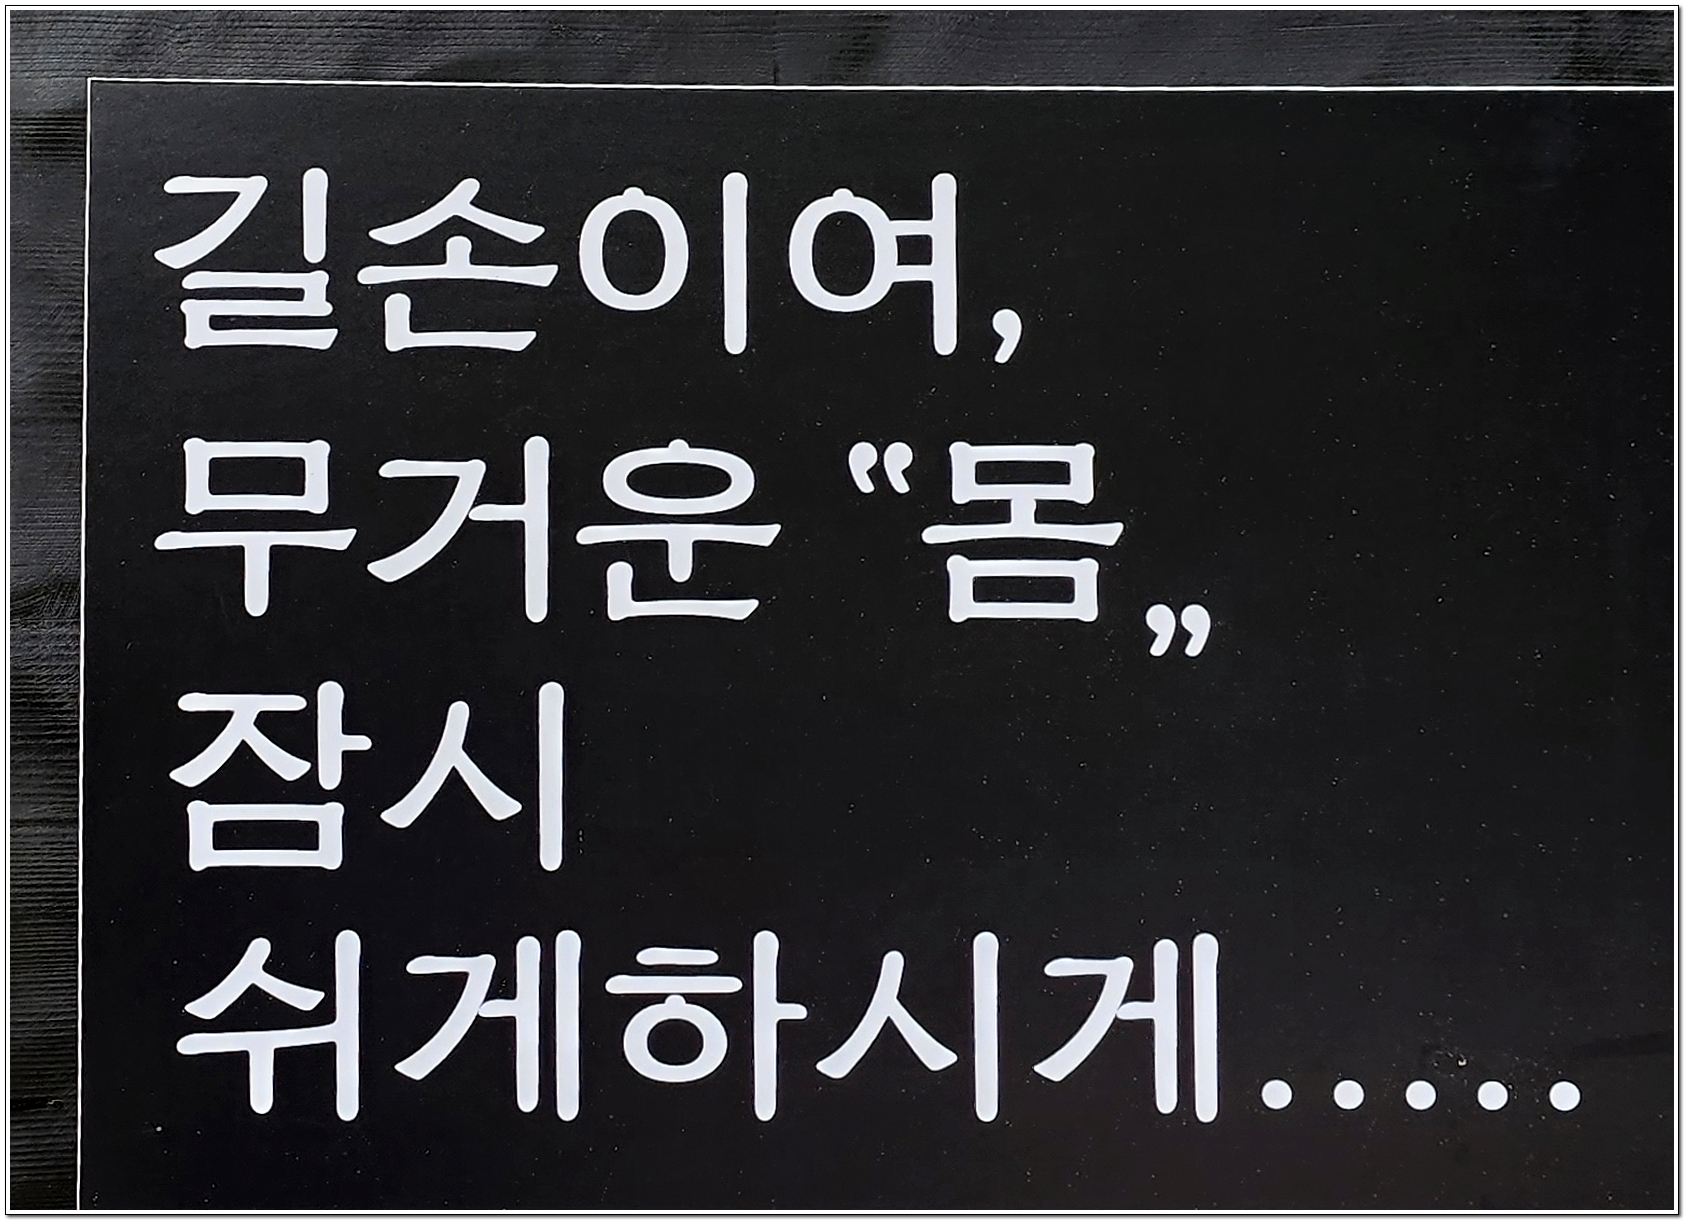 길손이여,
무거운 “몸„
잠시
쉬게하시게.....